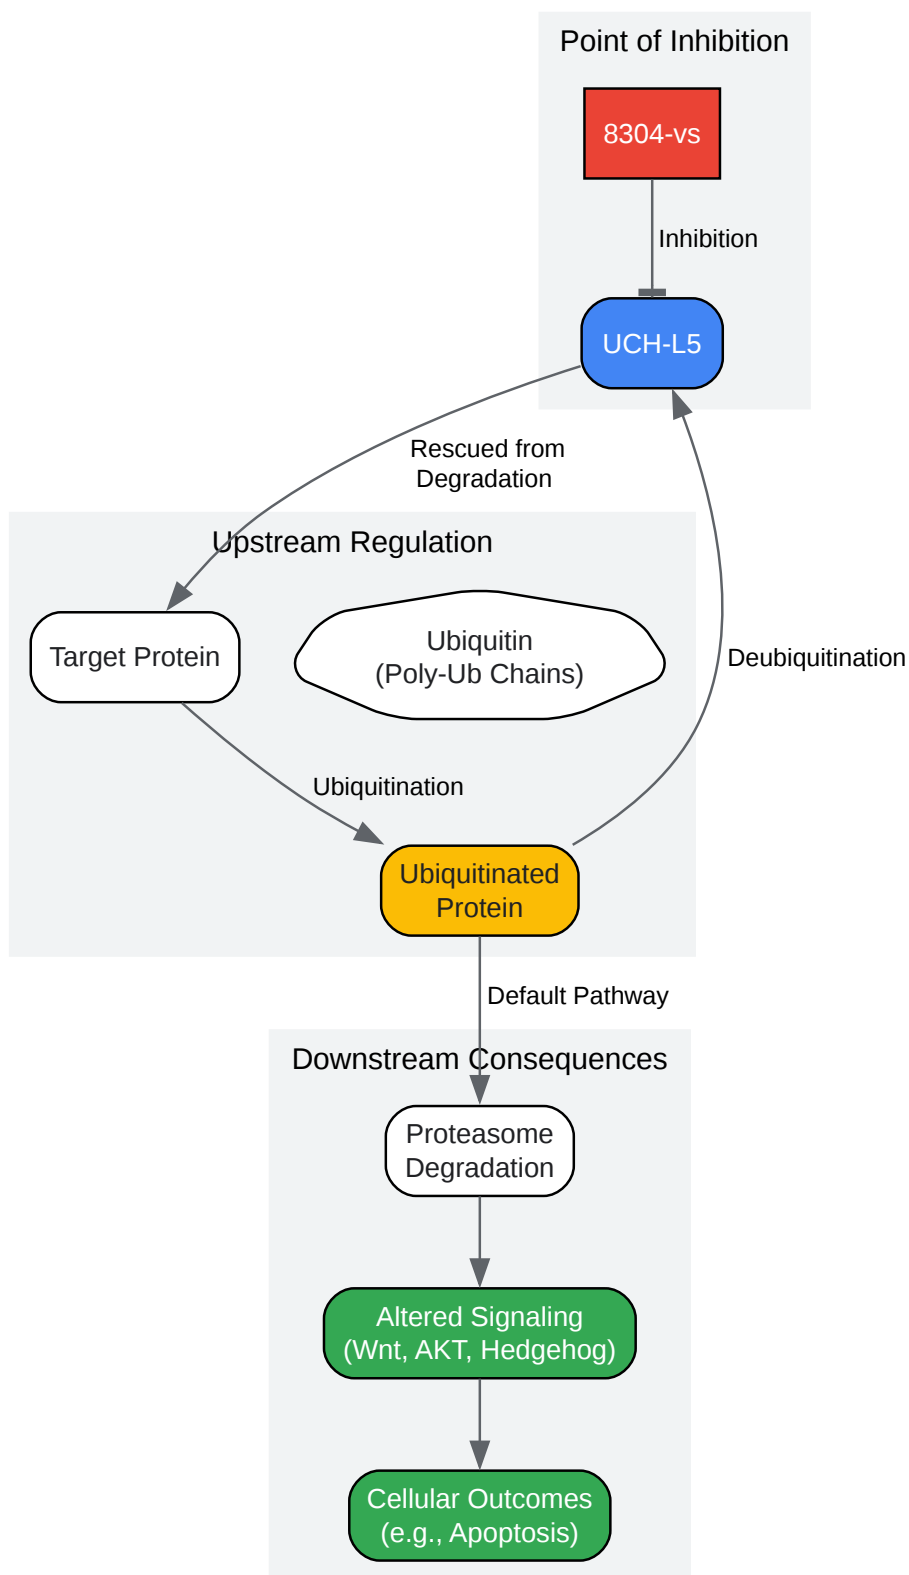 Point of Inhibition
8304-vs
Inhibition
UCH-L5
Rescued from
Degradation
Upstream Regulation
Target Protein
Ubiquitin
(Poly-Ub Chains)
Deubiquitination
Ubiquitination
Ubiquitinated
Protein
Default Pathway
Downstream Consequences
Proteasome
Degradation
Altered Signaling
(Wnt, AKT, Hedgehog)
Cellular Outcomes
(e.g., Apoptosis)